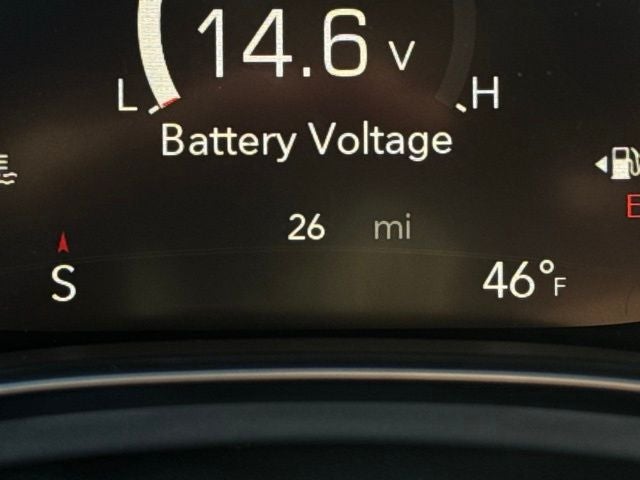 14.6 V
L H
Battery Voltage
26 mi
E
S
46°F